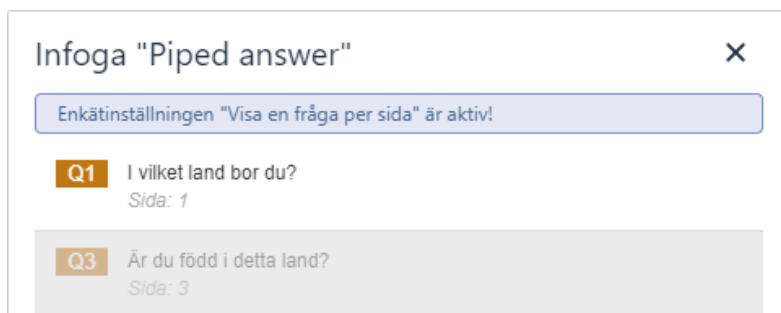 Infoga "Piped answer"
Enkätinställningen "Visa en fråga per sida" är aktiv!
Q1 I vilket land bor du?
Sida: 1
Q3 Är du född i detta land?
Sida: 3